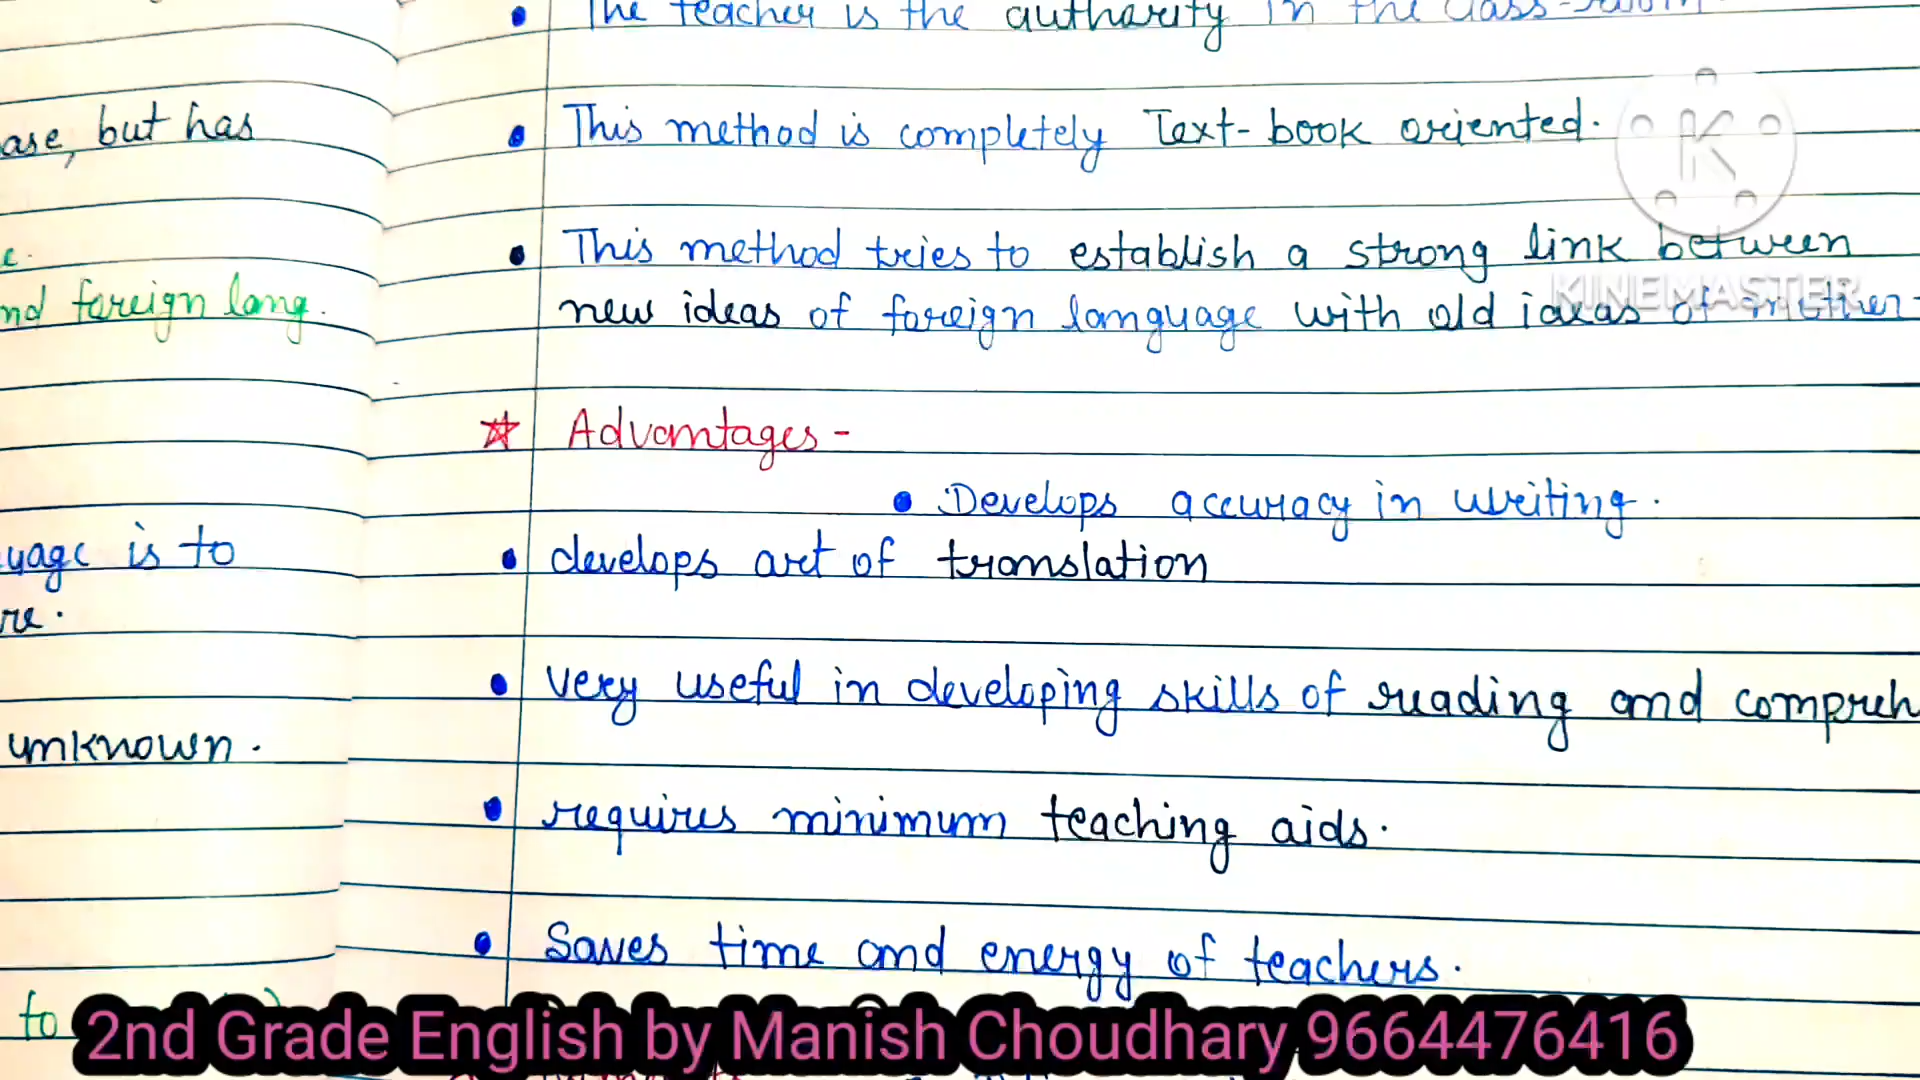 The teacher is the autharity in the class-room.
ase, but has
• This method is completely Text-book oriented.
• This method tries to establish a strong link between
new ideas of foreign language with old ideas of mother-
nd foreign lang.
KINEMASTER
★ Advantages -
• Develops accuracy in writing.
yage is to
• develops art of translation
re.
• very useful in developing skills of reading and compreh
unknown.
• requires minimum teaching aids.
• Saves time and energy of teachers.
to
2nd Grade English by Manish Choudhary 9664476416